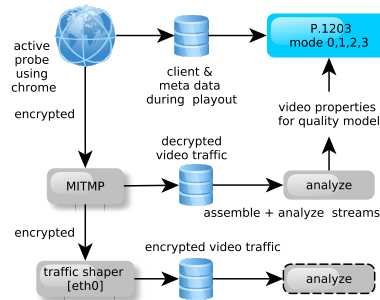 P.1203
mode 0,1,2,3
active
probe
using
chrome
client &
meta data
during playout
encrypted
video properties
for quality model
decrypted
video traffic
MITMP
analyze
assemble + analyze streams
encrypted
encrypted video traffic
traffic shaper
[eth0]
analyze